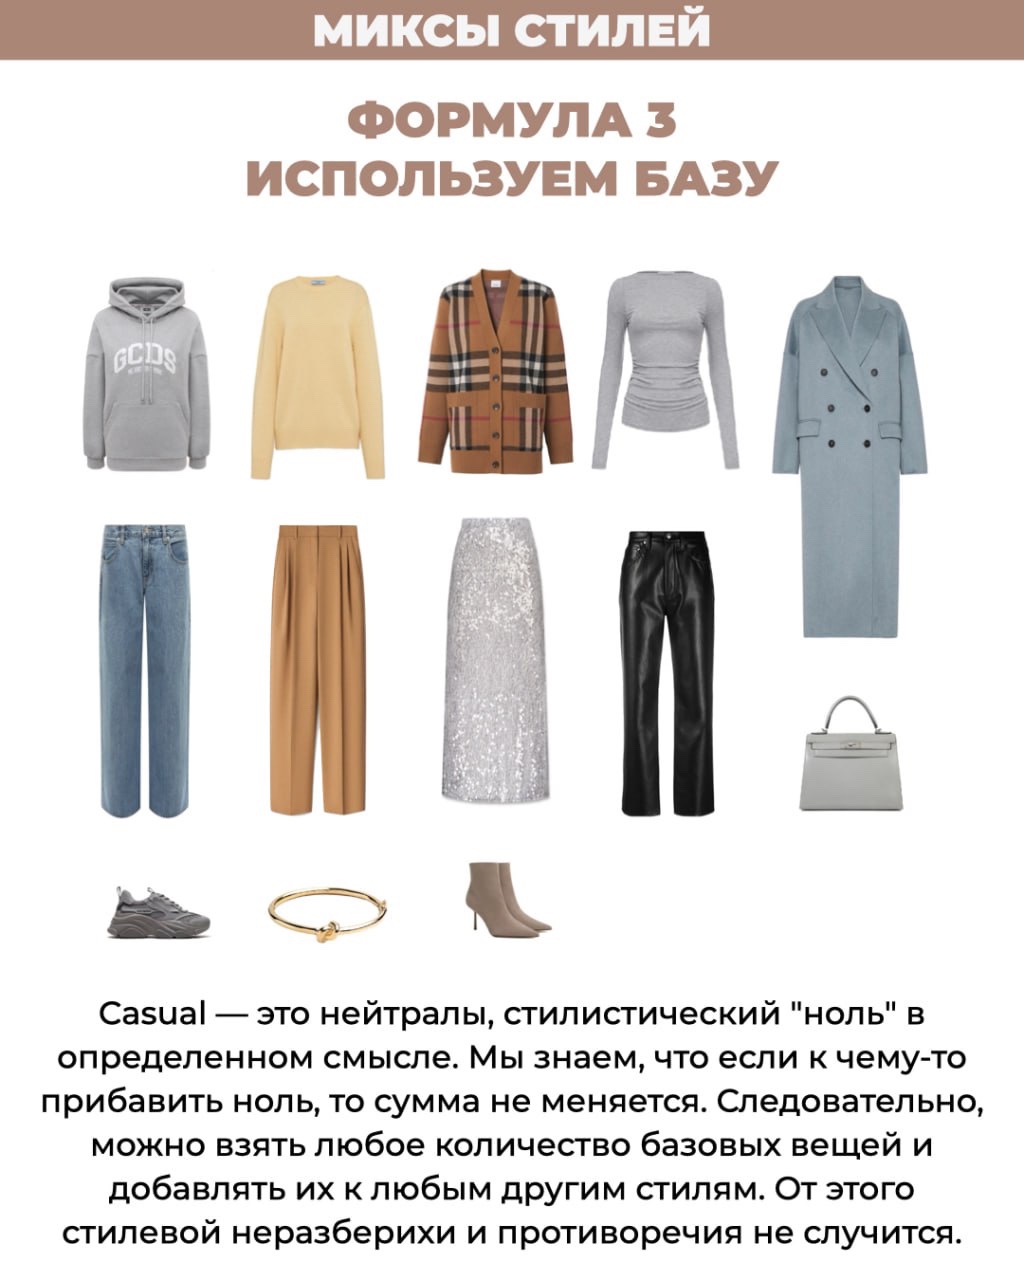 МИКСЫ СТИЛЕЙ
ФОРМУЛА 3
ИСПОЛЬЗУЕМ БАЗУ
GCDS
Casual — это нейтралы, стилистический "ноль" в
определенном смысле. Мы знаем, что если к чему-то
прибавить ноль, то сумма не меняется. Следовательно,
можно взять любое количество базовых вещей и
добавлять их к любым другим стилям. От этого
стилевой неразберихи и противоречия не случится.